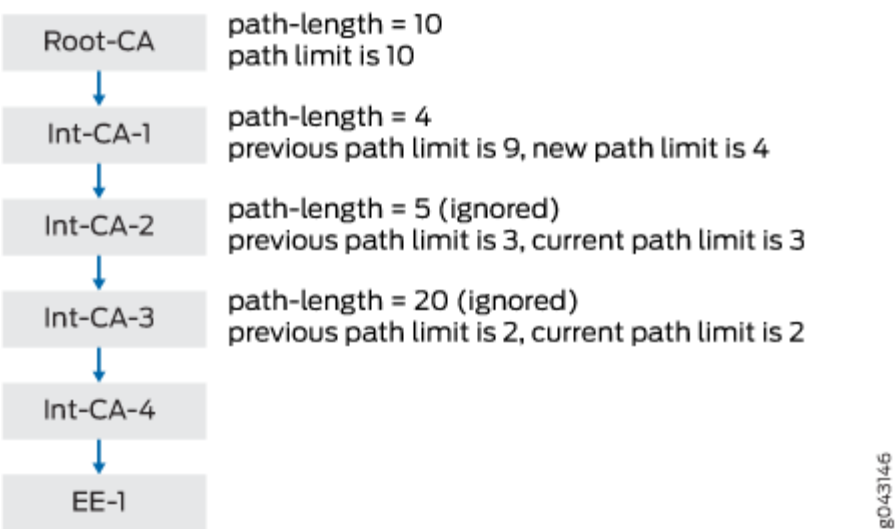 Root-CA
path-length = 10
path limit is 10
Int-CA-1
path-length = 4
previous path limit is 9, new path limit is 4
Int-CA-2
path-length = 5 (ignored)
previous path limit is 3, current path limit is 3
Int-CA-3
path-length = 20 (ignored)
previous path limit is 2, current path limit is 2
Int-CA-4
EE-1
g043146